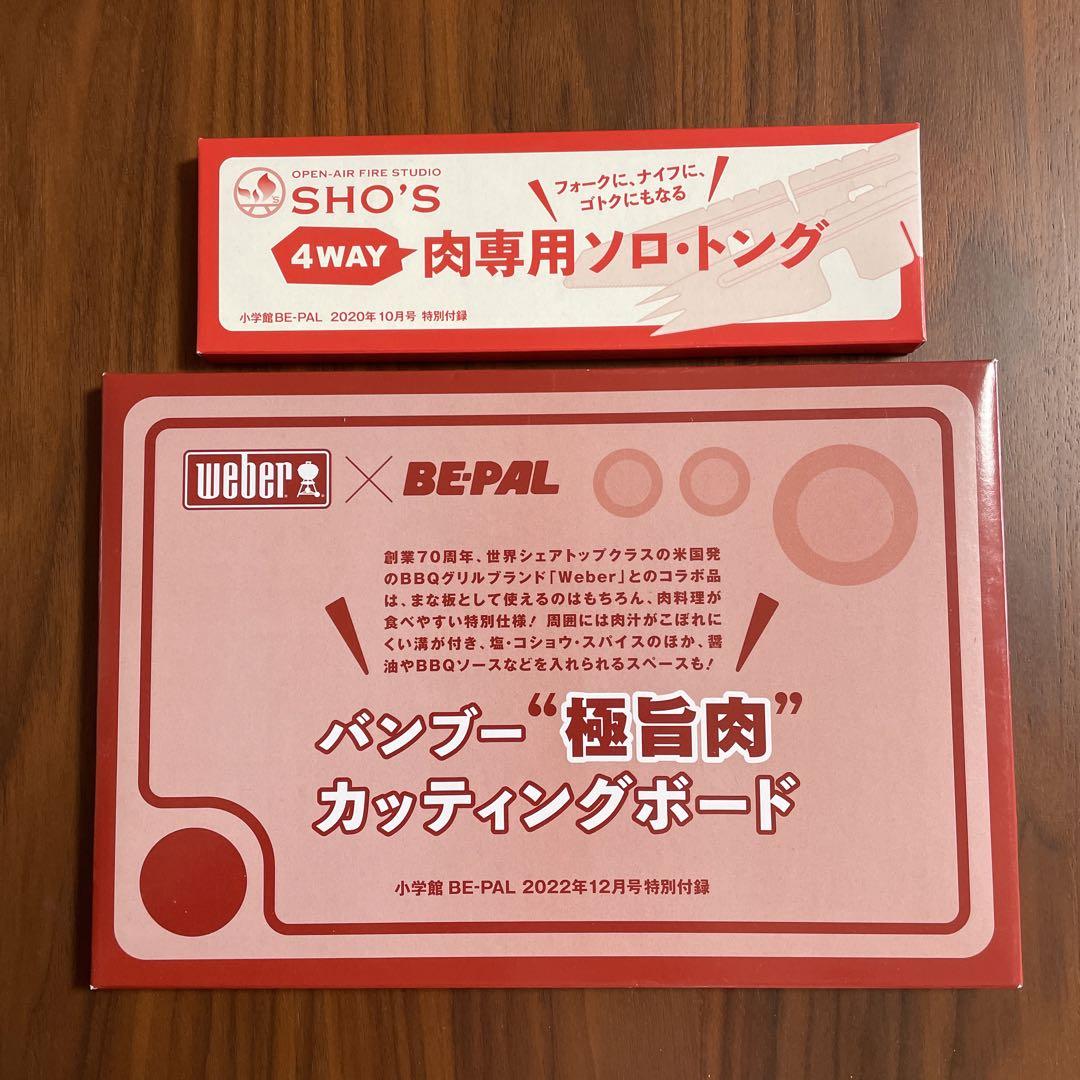 OPEN-AIR FIRE STUDIO
SHO'S
フォークに、ナイフに、
ゴトクにもなる
4WAY 肉専用ソロ・トング
小学館BE-PAL 2020年10月号 特別付録
weber × BE-PAL
創業70周年、世界シェアトップクラスの米国発
のBBQグリルブランド「Weber」とのコラボ品
は、まな板として使えるのはもちろん、肉料理が
食べやすい特別仕様! 周囲には肉汁がこぼれに
くい溝が付き、塩・コショウ・スパイスのほか、醤
油やBBQソースなどを入れられるスペースも!
バンブー“極旨肉”
カッティングボード
小学館 BE-PAL 2022年12月号特別付録